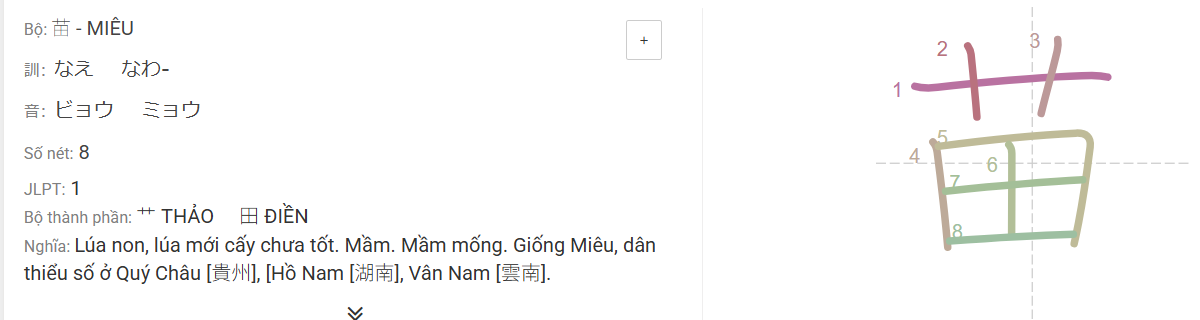 Bộ: 苗 - MIÊU
+
訓: なえ なわ-
音: ビョウ ミョウ
Số nét: 8
JLPT: 1
Bộ thành phần: 艹 THẢO 田 ĐIỀN
Nghĩa: Lúa non, lúa mới cấy chưa tốt. Mầm. Mầm mống. Giống Miêu, dân
thiểu số ở Quý Châu [貴州], [Hồ Nam [湖南], Vân Nam [雲南].
1
2
3
4
5
6
7
8
苗